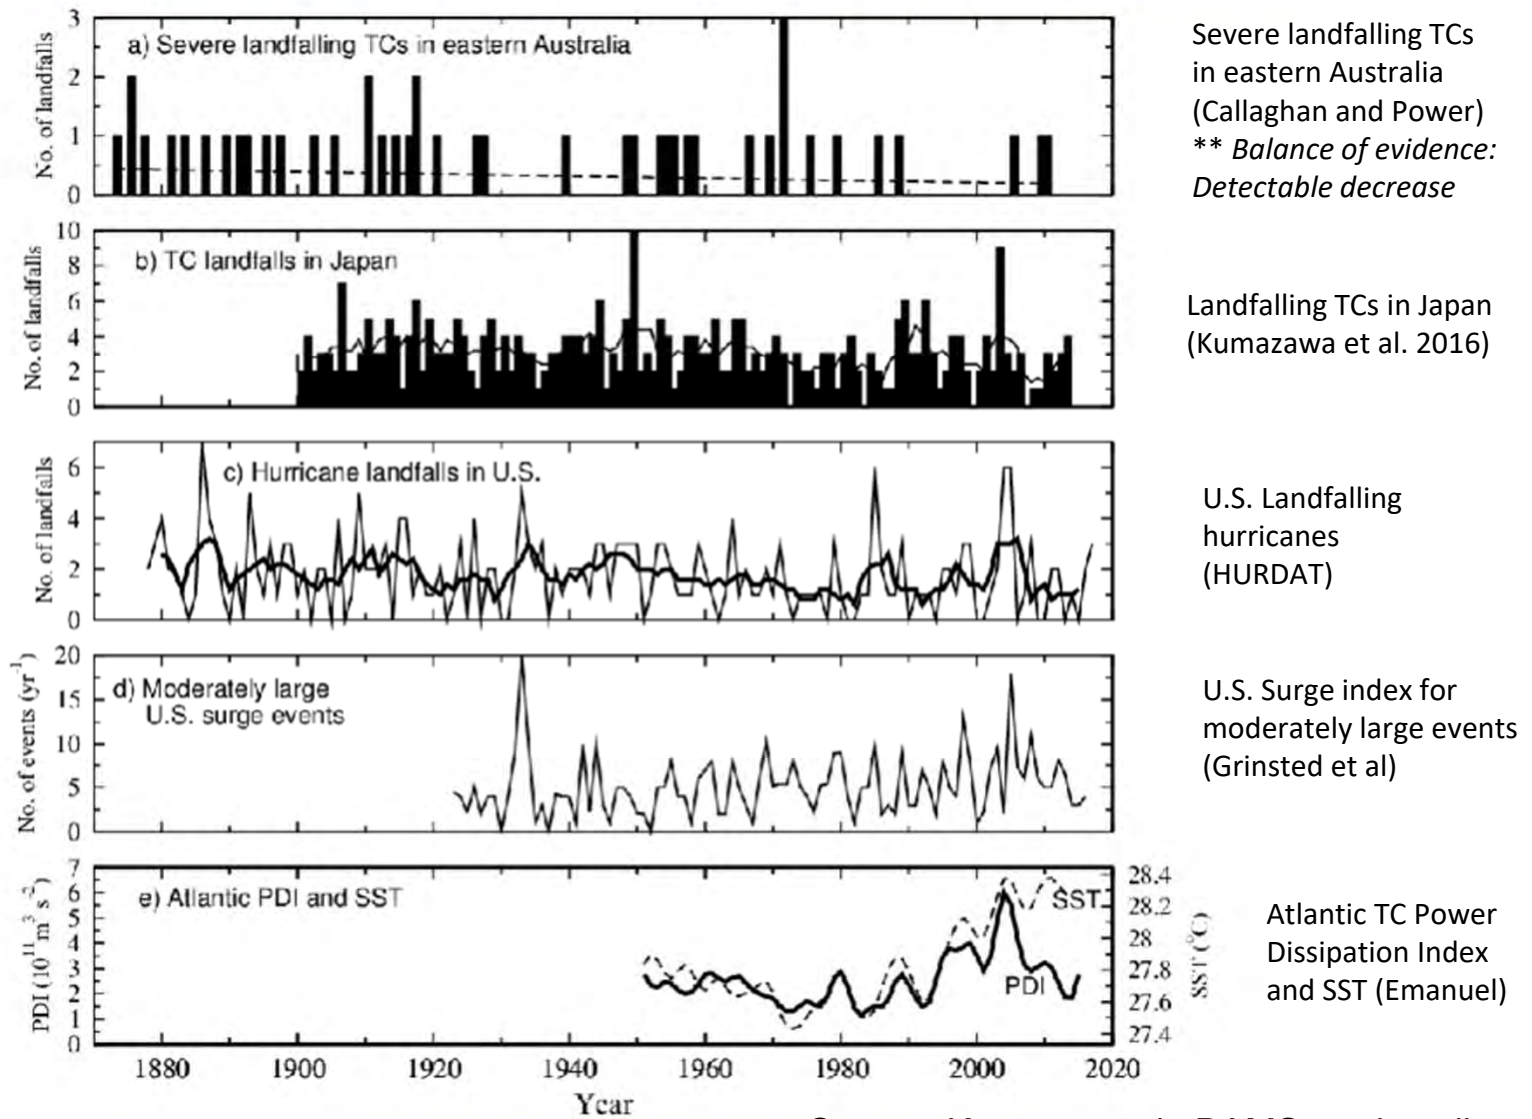 3
2
1
0
No. of landfalls
a) Severe landfalling TCs in eastern Australia
Severe landfalling TCs
in eastern Australia
(Callaghan and Power)
** Balance of evidence:
Detectable decrease
10
8
6
4
2
0
No. of landfalls
b) TC landfalls in Japan
Landfalling TCs in Japan
(Kumazawa et al. 2016)
6
4
2
0
No. of landfalls
c) Hurricane landfalls in U.S.
U.S. Landfalling
hurricanes
(HURDAT)
20
15
10
5
0
No. of events (yr⁻¹)
d) Moderately large
U.S. surge events
U.S. Surge index for
moderately large events
(Grinsted et al)
7
6
5
4
3
2
1
0
PDI (10¹¹ m³ s⁻²)
e) Atlantic PDI and SST
SST
PDI
28.4
28.2
28
27.8
27.6
27.4
SST (°C)
Atlantic TC Power
Dissipation Index
and SST (Emanuel)
1880 1900 1920 1940 1960 1980 2000 2020
Year